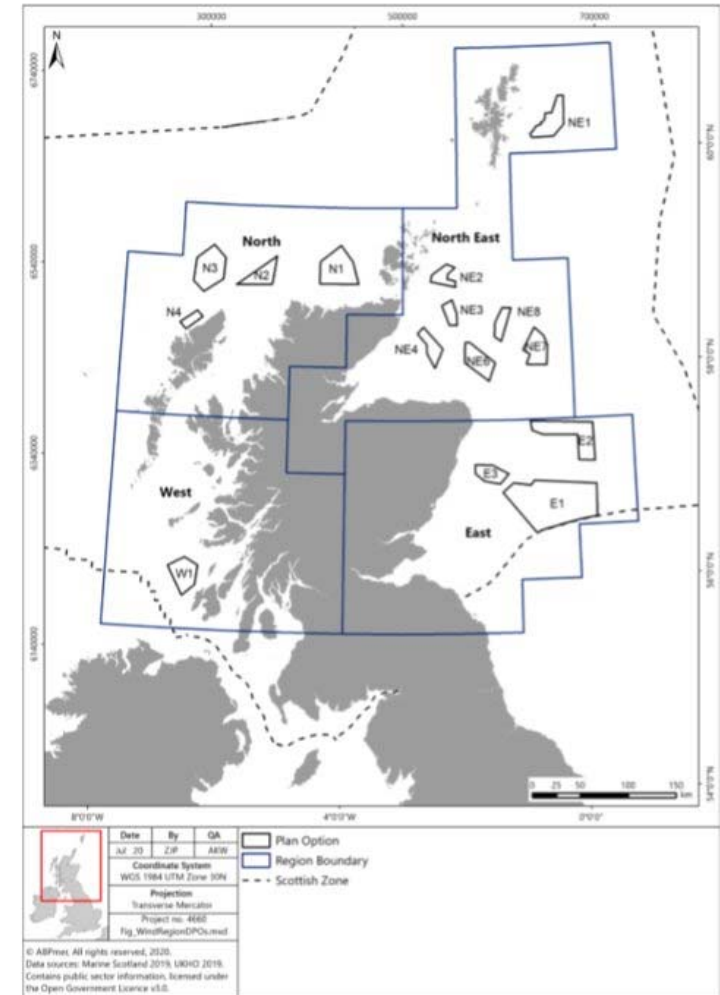 300000 500000 700000
N
6740000
60°0'0"N
NE1
North
North East
6540000
N3
N2
N1
NE2
N4
NE3
NE8
NE4
NE6
NE7
58°0'0"N
6340000
E2
E3
West
E1
East
W1
56°0'0"N
6140000
54°0'0"N
0 25 50 100 150
km
8°0'0"W 4°0'0"W 0°0'0"
Date By QA
Jul 20 ZJP AKW
Coordinate System
WGS 1984 UTM Zone 30N
Projection
Transverse Mercator
Project no: 4660
Fig_WindRegionDPOs.mxd
Plan Option
Region Boundary
Scottish Zone
© ABPmer, All rights reserved, 2020.
Data sources: Marine Scotland 2019, UKHO 2019.
Contains public sector information, licensed under
the Open Government Licence v3.0.